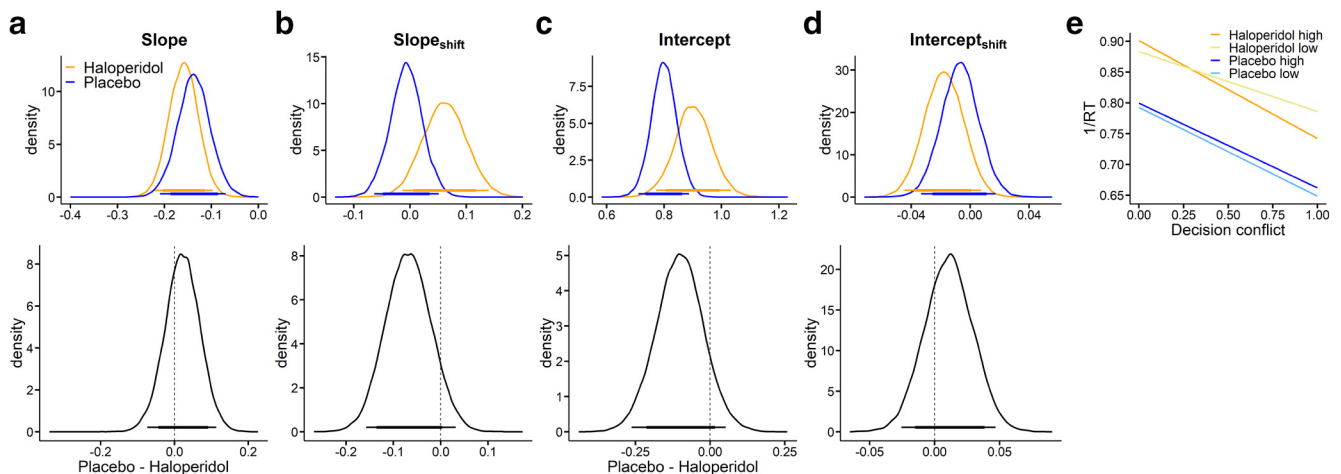 a
Slope
Haloperidol
Placebo
density
10
5
0
-0.4 -0.3 -0.2 -0.1 0.0
b
Slopeshift
density
15
10
5
0
-0.1 0.0 0.1 0.2
c
Intercept
density
7.5
5.0
2.5
0.0
0.6 0.8 1.0 1.2
d
Interceptshift
density
30
20
10
0
-0.04 0.00 0.04
e
Haloperidol high
Haloperidol low
Placebo high
Placebo low
1/RT
0.90
0.85
0.80
0.75
0.70
0.65
0.00 0.25 0.50 0.75 1.00
Decision conflict
density
8
6
4
2
0
-0.2 0.0 0.2
Placebo - Haloperidol
density
8
6
4
2
0
-0.2 -0.1 0.0 0.1
density
5
4
3
2
1
0
-0.25 0.00 0.25
Placebo - Haloperidol
density
20
15
10
5
0
-0.05 0.00 0.05